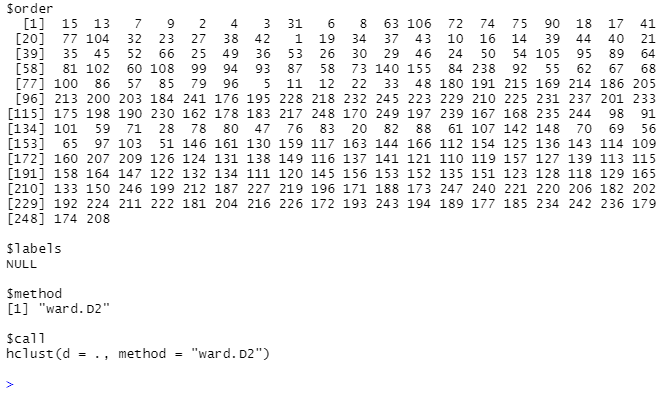 $order
  [1]  15  13   7   9   2   4   3  31   6   8  63 106  72  74  75  90  18  17  41
 [20]  77 104  32  23  27  38  42   1  19  34  37  43  10  16  14  39  44  40  21
 [39]  35  45  52  66  25  49  36  53  26  30  29  46  24  50  54 105  95  89  64
 [58]  81 102  60 108  99  94  93  87  58  73 140 155  84 238  92  55  62  67  68
 [77] 100  86  57  85  79  96   5  11  12  22  33  48 180 191 215 169 214 186 205
 [96] 213 200 203 184 241 176 195 228 218 232 245 223 229 210 225 231 237 201 233
[115] 175 198 190 230 162 178 183 217 248 170 249 197 239 167 168 235 244  98  91
[134] 101  59  71  28  78  80  47  76  83  20  82  88  61 107 142 148  70  69  56
[153]  65  97 103  51 146 161 130 159 117 163 144 166 112 154 125 136 143 114 109
[172] 160 207 209 126 124 131 138 149 116 137 141 121 110 119 157 127 139 113 115
[191] 158 164 147 122 132 134 111 120 145 156 153 152 135 151 123 128 118 129 165
[210] 133 150 246 199 212 187 227 219 196 171 188 173 247 240 221 220 206 182 202
[229] 192 224 211 222 181 204 216 226 172 193 243 194 189 177 185 234 242 236 179
[248] 174 208
$labels
NULL
$method
[1] "ward.D2"
$call
hclust(d = ., method = "ward.D2")
>